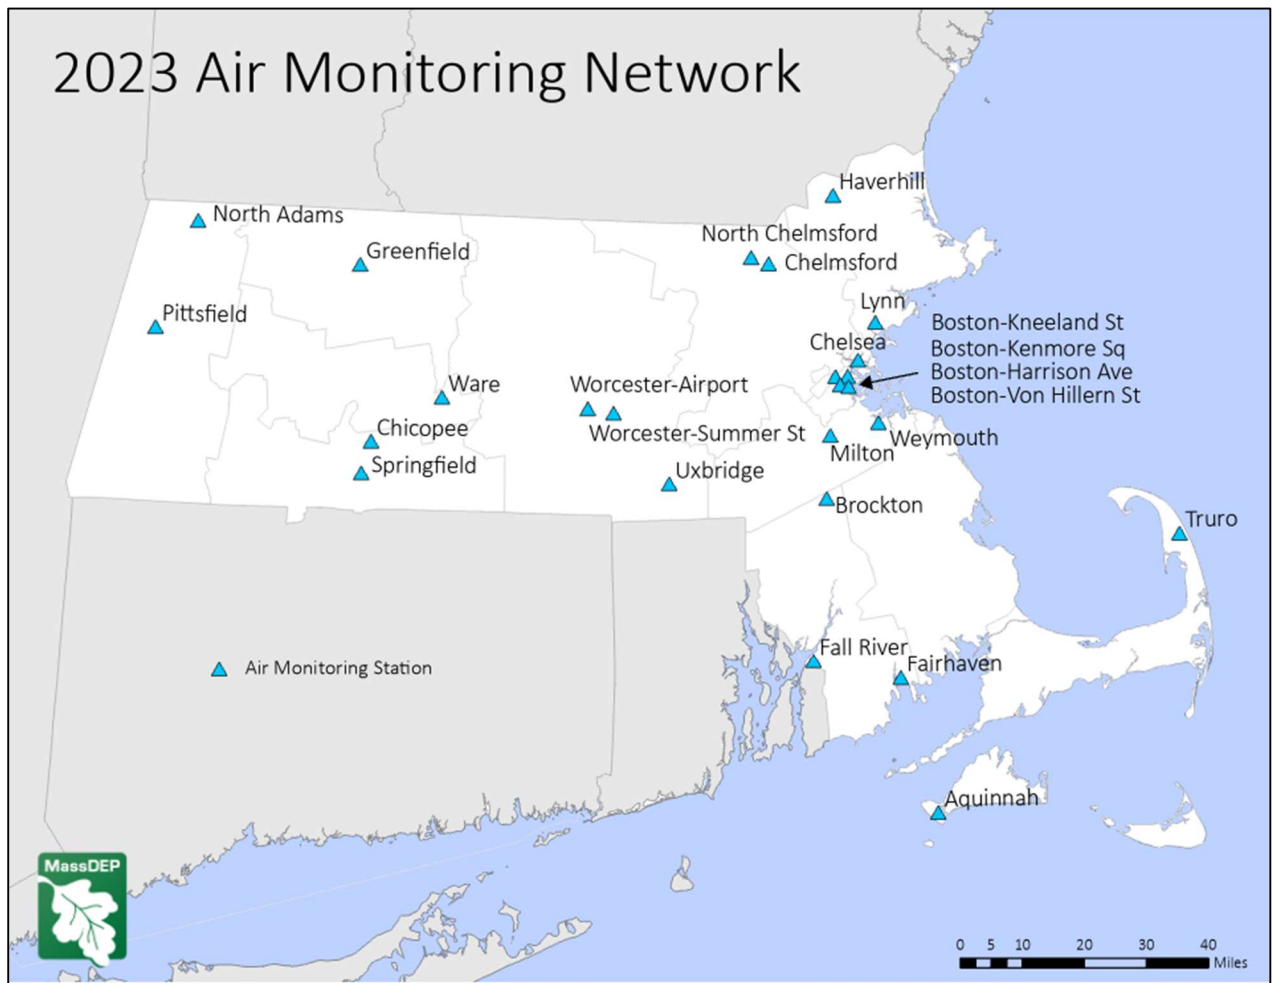 2023 Air Monitoring Network
Haverhill
North Adams
North Chelmsford
Greenfield
Chelmsford
Lynn
Pittsfield
Boston-Kneeland St
Chelsea
Boston-Kenmore Sq
Boston-Harrison Ave
Boston-Von Hillern St
Ware
Worcester-Airport
Chicopee
Worcester-Summer St
Weymouth
Milton
Springfield
Uxbridge
Brockton
Truro
Fall River
Fairhaven
Air Monitoring Station
Aquinnah
MassDEP
0 5 10 20 30 40
Miles